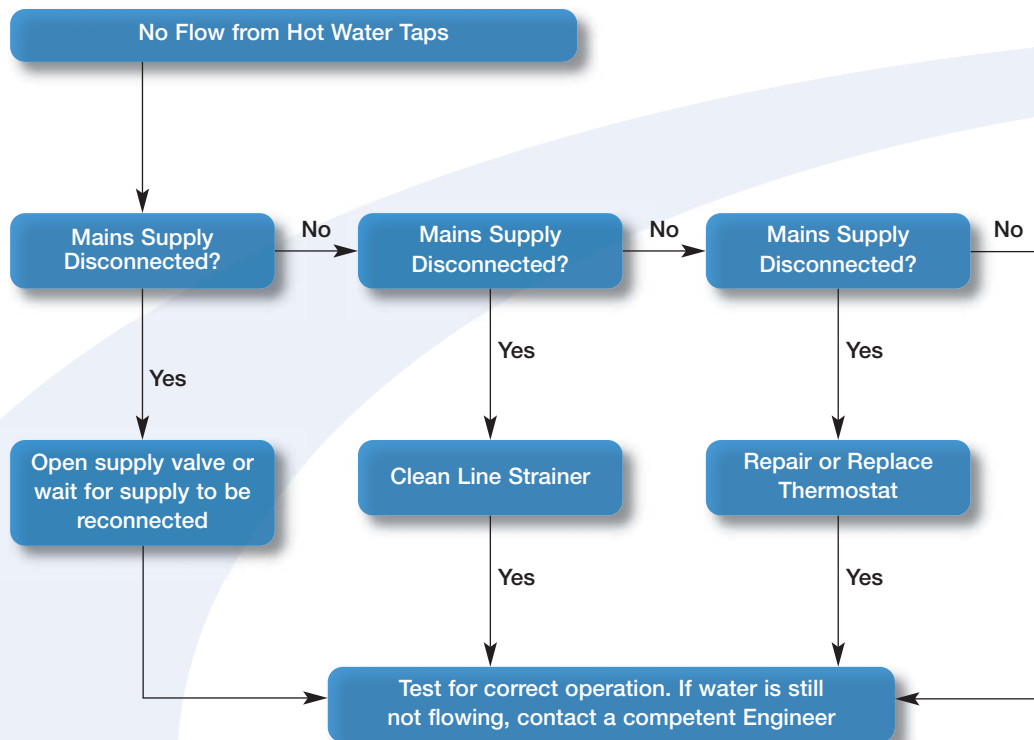 No Flow from Hot Water Taps
Mains Supply
Disconnected?
No
Mains Supply
Disconnected?
No
Mains Supply
Disconnected?
No
Yes
Yes
Yes
Open supply valve or
wait for supply to be
reconnected
Clean Line Strainer
Repair or Replace
Thermostat
Yes
Yes
Test for correct operation. If water is still
not flowing, contact a competent Engineer